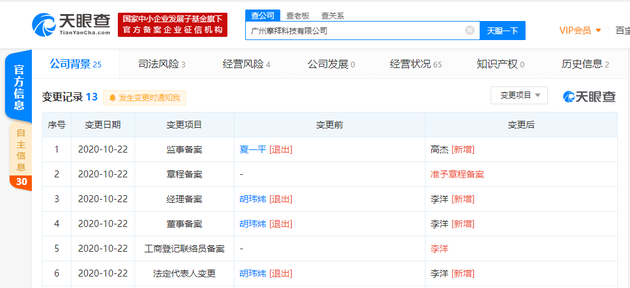 天眼查
TianYanCha.com
国家中小企业发展子基金旗下
官方备案企业征信机构
查公司 查老板 查关系
广州摩拜科技有限公司
天眼一下
VIP会员
公司背景 25 司法风险 3 经营风险 4 公司发展 0 经营状况 65 知识产权 0 历史信息 2
官方信息
自主信息
30
变更记录 13 发生变更时通知我 变更项目 天眼查
序号 变更日期 变更项目 变更前 变更后
1 2020-10-22 监事备案 夏一平 [退出] 高杰 [新增]
2 2020-10-22 章程备案 - 准予章程备案
3 2020-10-22 经理备案 胡玮炜 [退出] 李洋 [新增]
4 2020-10-22 董事备案 胡玮炜 [退出] 李洋 [新增]
5 2020-10-22 工商登记联络员备案 - 李洋
6 2020-10-22 法定代表人变更 胡玮炜 [退出] 李洋 [新增]